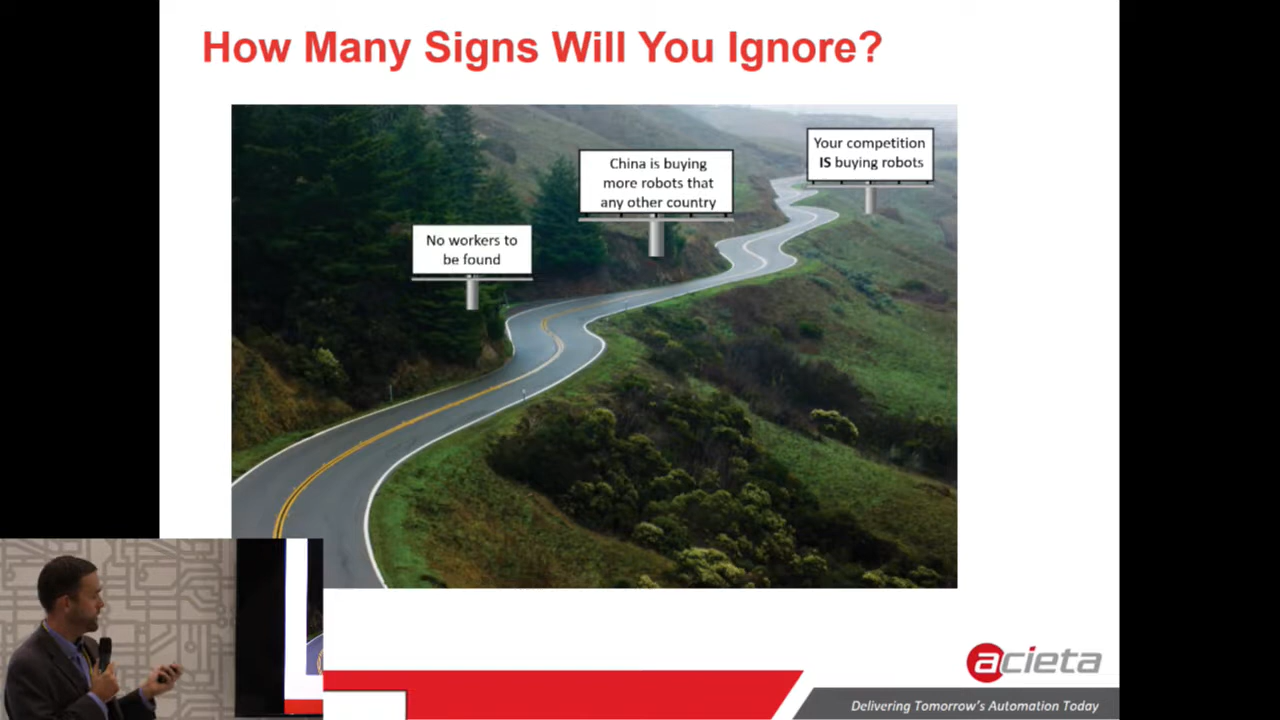 How Many Signs Will You Ignore?
No workers to
be found
China is buying
more robots that
any other country
Your competition
IS buying robots
acieta
Delivering Tomorrow's Automation Today